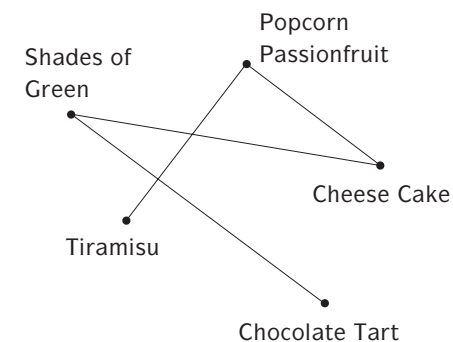 Popcorn
Passionfruit
Shades of
Green
Cheese Cake
Tiramisu
Chocolate Tart